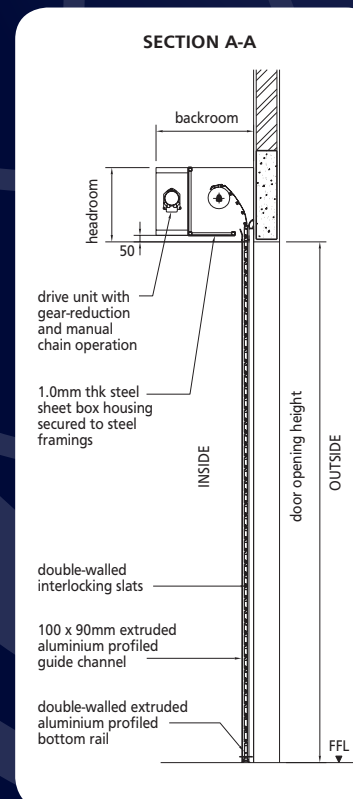 SECTION A-A
backroom
headroom
50
drive unit with
gear-reduction
and manual
chain operation
1.0mm thk steel
sheet box housing
secured to steel
framings
INSIDE
door opening height
OUTSIDE
double-walled
interlocking slats
100 x 90mm extruded
aluminium profiled
guide channel
double-walled extruded
aluminium profiled
bottom rail
FFL